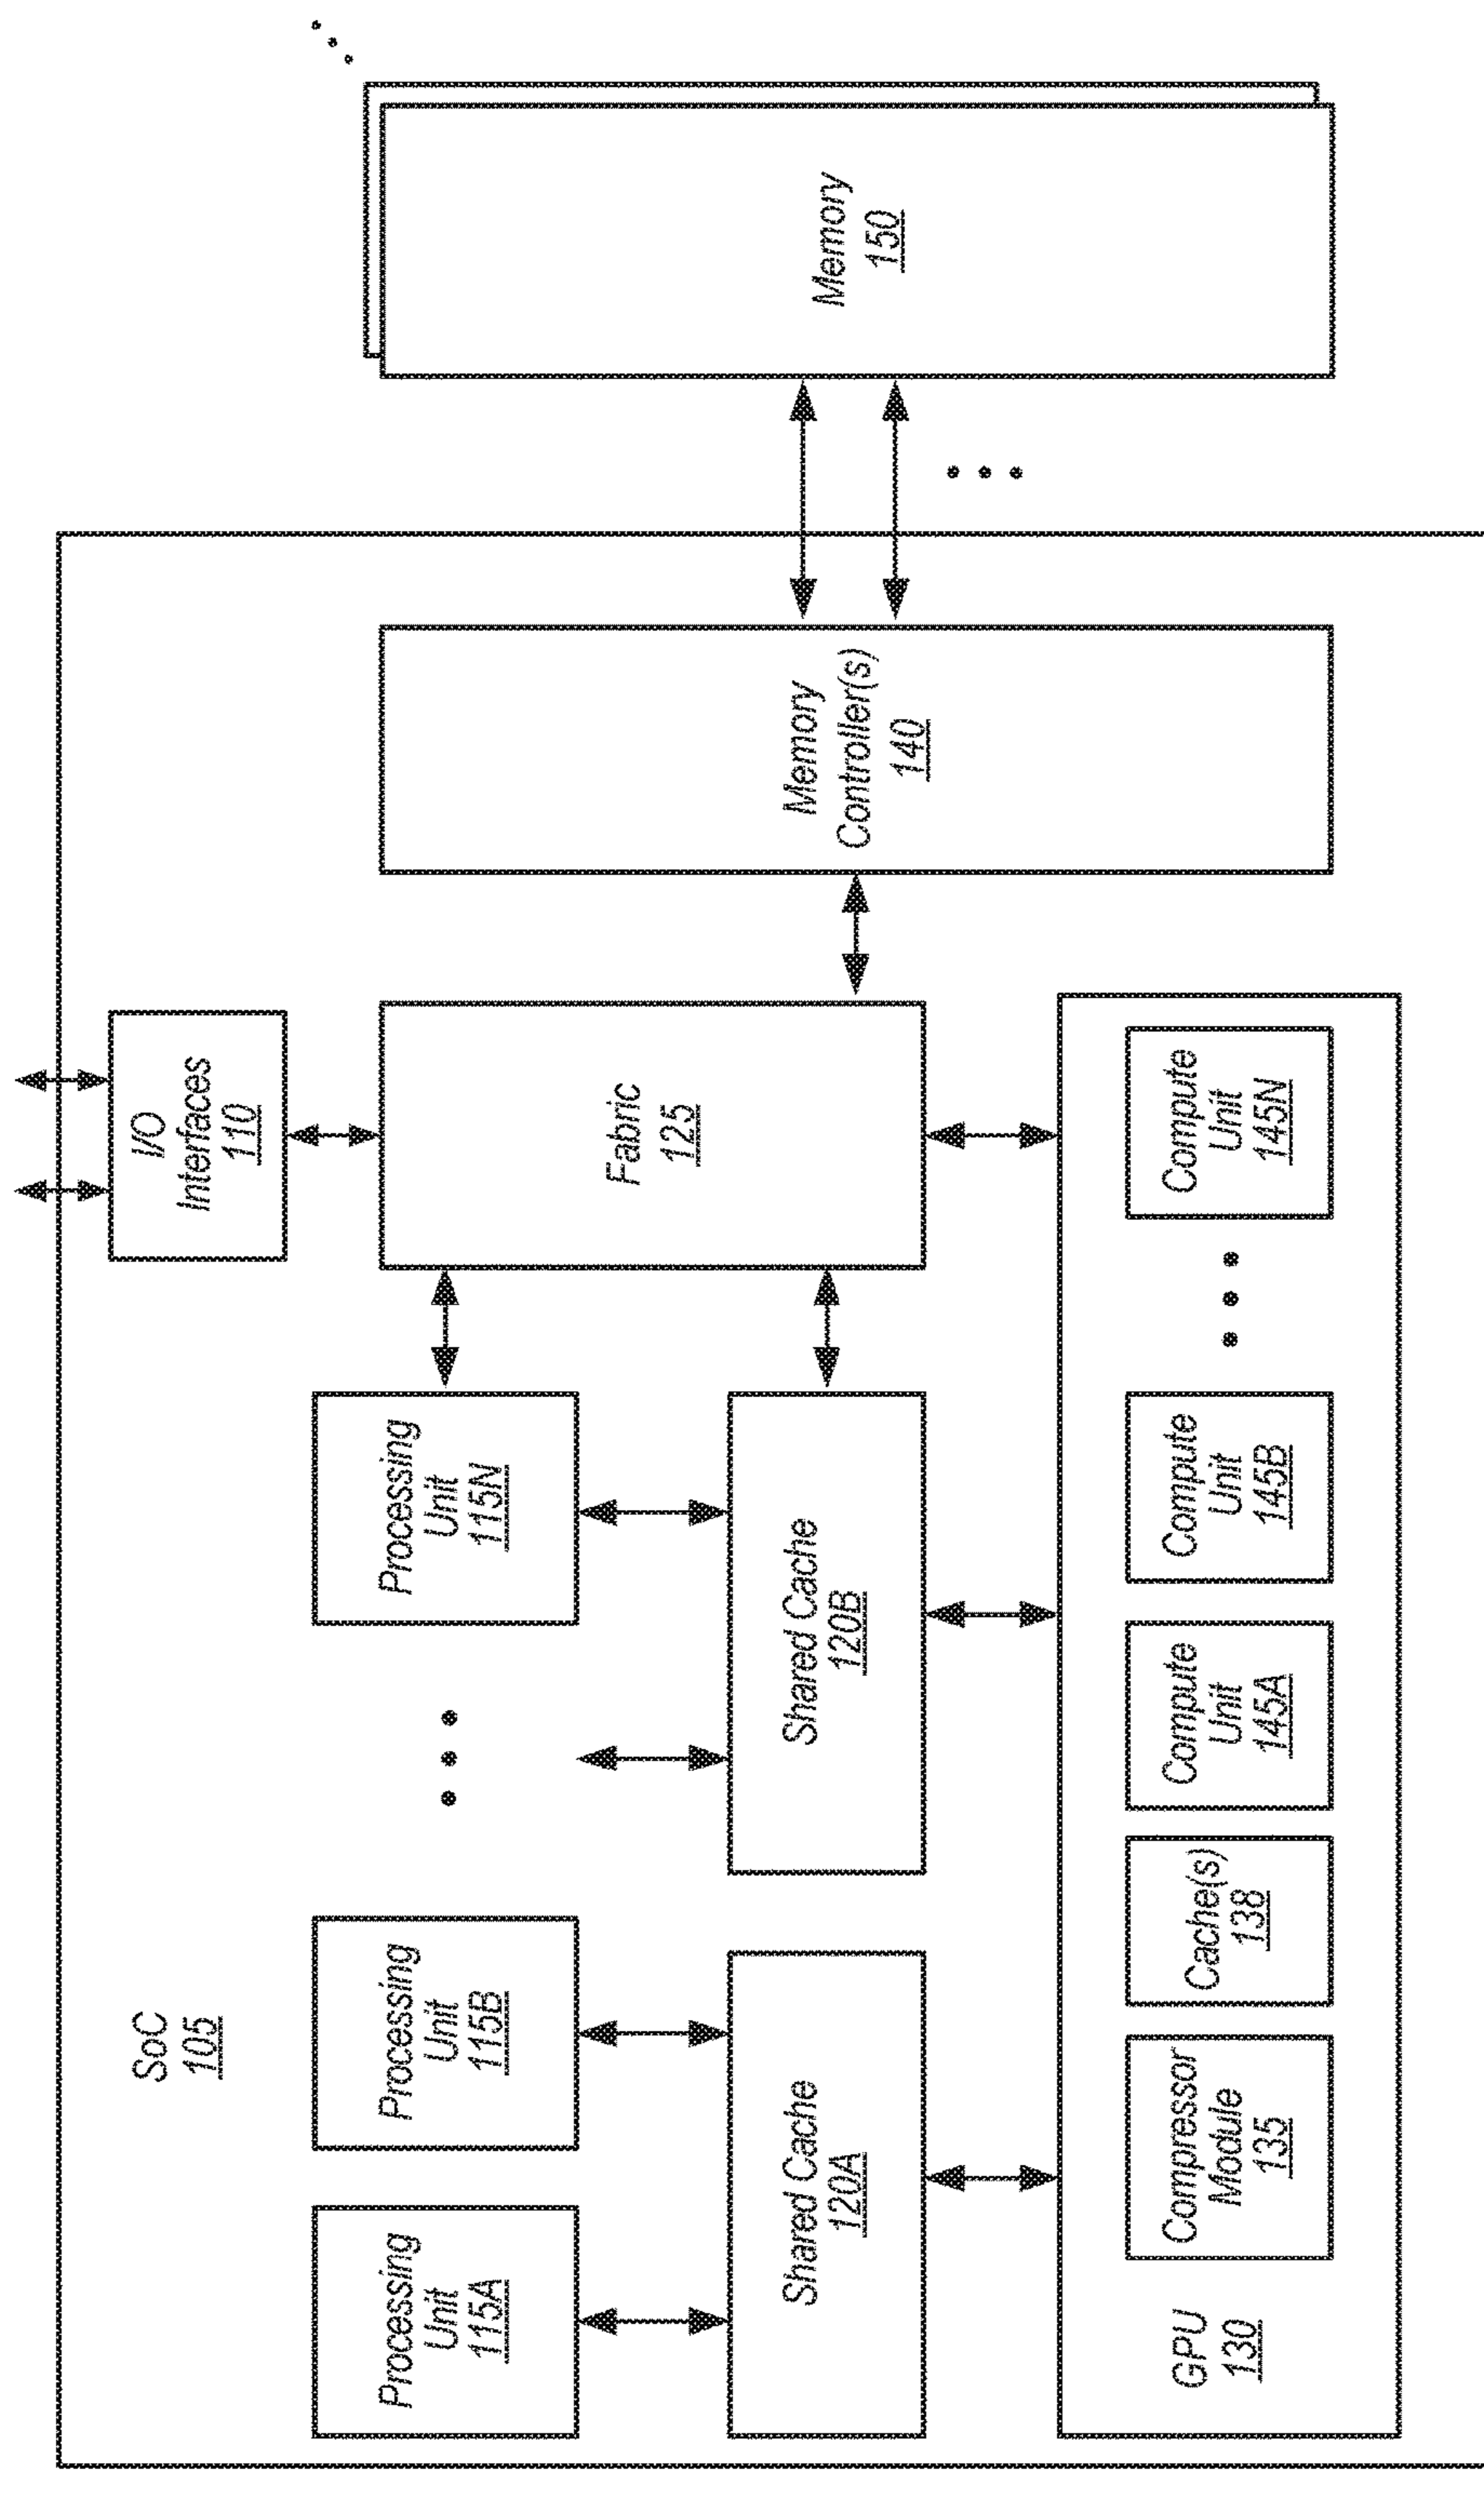 SoC
105
I/O
Interfaces
110
Processing
Unit
115A
Processing
Unit
115B
Processing
Unit
115N
Shared Cache
120A
Shared Cache
120B
Fabric
125
Memory
Controller(s)
140
Memory
150
GPU
130
Compressor
Module
135
Cache(s)
138
Compute
Unit
145A
Compute
Unit
145B
Compute
Unit
145N